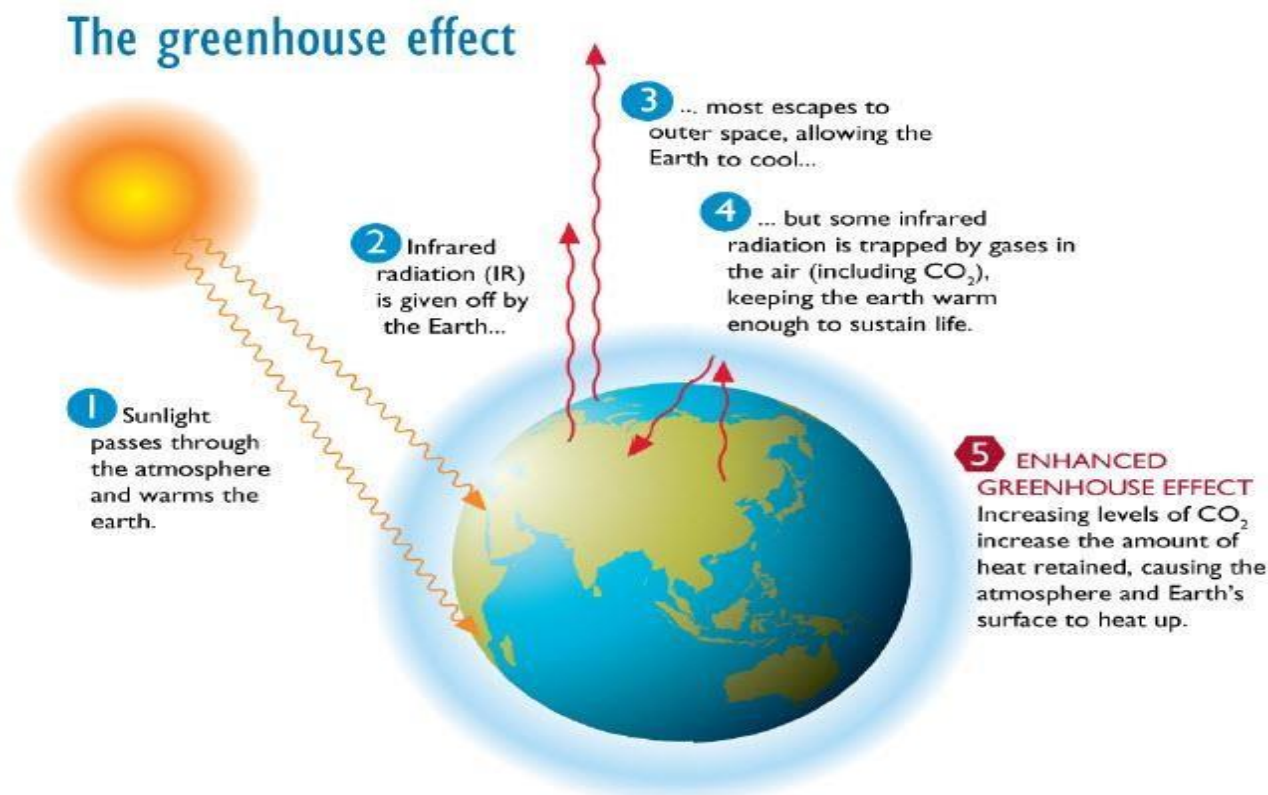 The greenhouse effect
1 Sunlight
passes through
the atmosphere
and warms the
earth.
2 Infrared
radiation (IR)
is given off by
the Earth...
3 ... most escapes to
outer space, allowing the
Earth to cool...
4 ... but some infrared
radiation is trapped by gases in
the air (including CO₂),
keeping the earth warm
enough to sustain life.
5 ENHANCED
GREENHOUSE EFFECT
Increasing levels of CO₂
increase the amount of
heat retained, causing the
atmosphere and Earth's
surface to heat up.